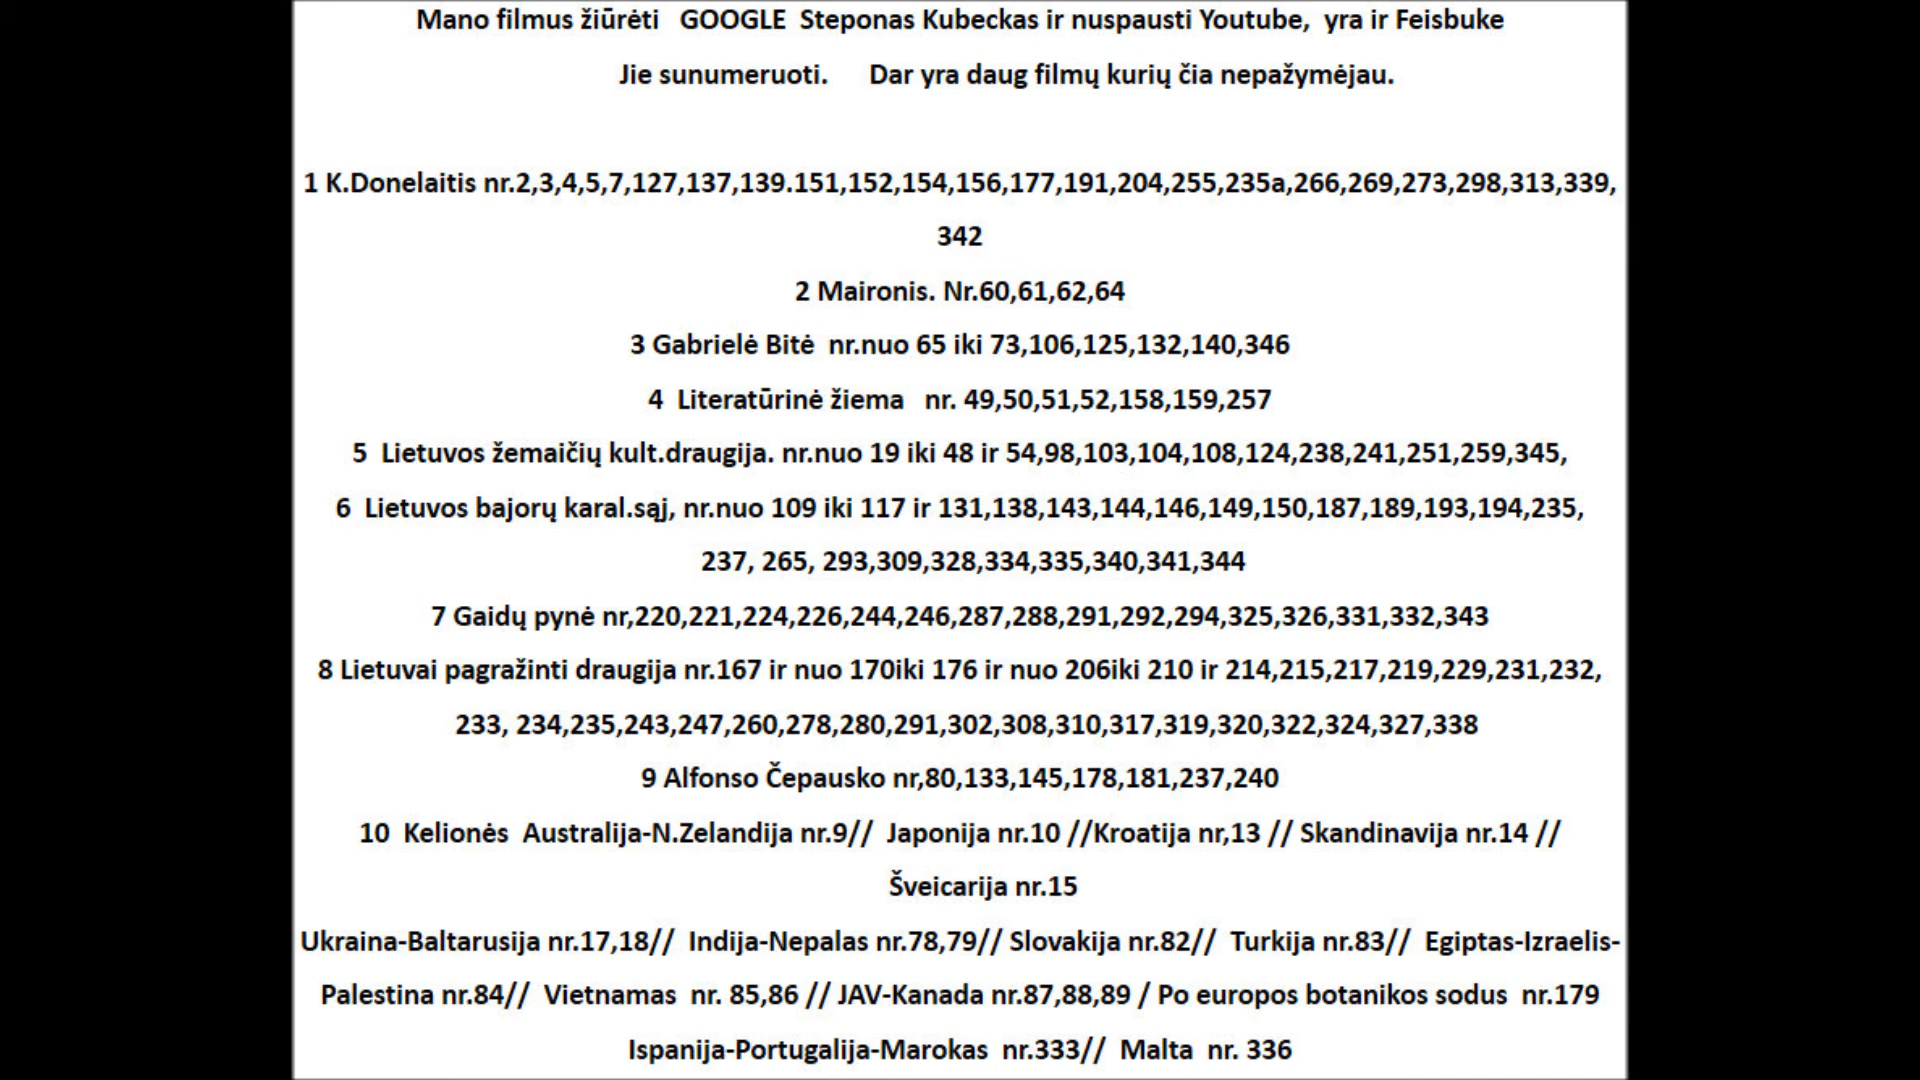 Mano filmus žiūrėti GOOGLE Steponas Kubeckas ir nuspausti Youtube, yra ir Feisbuke
Jie sunumeruoti. Dar yra daug filmų kurių čia nepažymėjau.
1 K.Donelaitis nr.2,3,4,5,7,127,137,139.151,152,154,156,177,191,204,255,235a,266,269,273,298,313,339,
342
2 Maironis. Nr.60,61,62,64
3 Gabrielė Bitė nr.nuo 65 iki 73,106,125,132,140,346
4 Literatūrinė žiema nr. 49,50,51,52,158,159,257
5 Lietuvos žemaičių kult.draugija. nr.nuo 19 iki 48 ir 54,98,103,104,108,124,238,241,251,259,345,
6 Lietuvos bajorų karal.sąj, nr.nuo 109 iki 117 ir 131,138,143,144,146,149,150,187,189,193,194,235,
237, 265, 293,309,328,334,335,340,341,344
7 Gaidų pynė nr,220,221,224,226,244,246,287,288,291,292,294,325,326,331,332,343
8 Lietuvai pagražinti draugija nr.167 ir nuo 170iki 176 ir nuo 206iki 210 ir 214,215,217,219,229,231,232,
233, 234,235,243,247,260,278,280,291,302,308,310,317,319,320,322,324,327,338
9 Alfonso Čepausko nr,80,133,145,178,181,237,240
10 Kelionės Australija-N.Zelandija nr.9// Japonija nr.10 //Kroatija nr,13 // Skandinavija nr.14 //
Šveicarija nr.15
Ukraina-Baltarusija nr.17,18// Indija-Nepalas nr.78,79// Slovakija nr.82// Turkija nr.83// Egiptas-Izraelis-
Palestina nr.84// Vietnamas nr. 85,86 // JAV-Kanada nr.87,88,89 / Po europos botanikos sodus nr.179
Ispanija-Portugalija-Marokas nr.333// Malta nr. 336